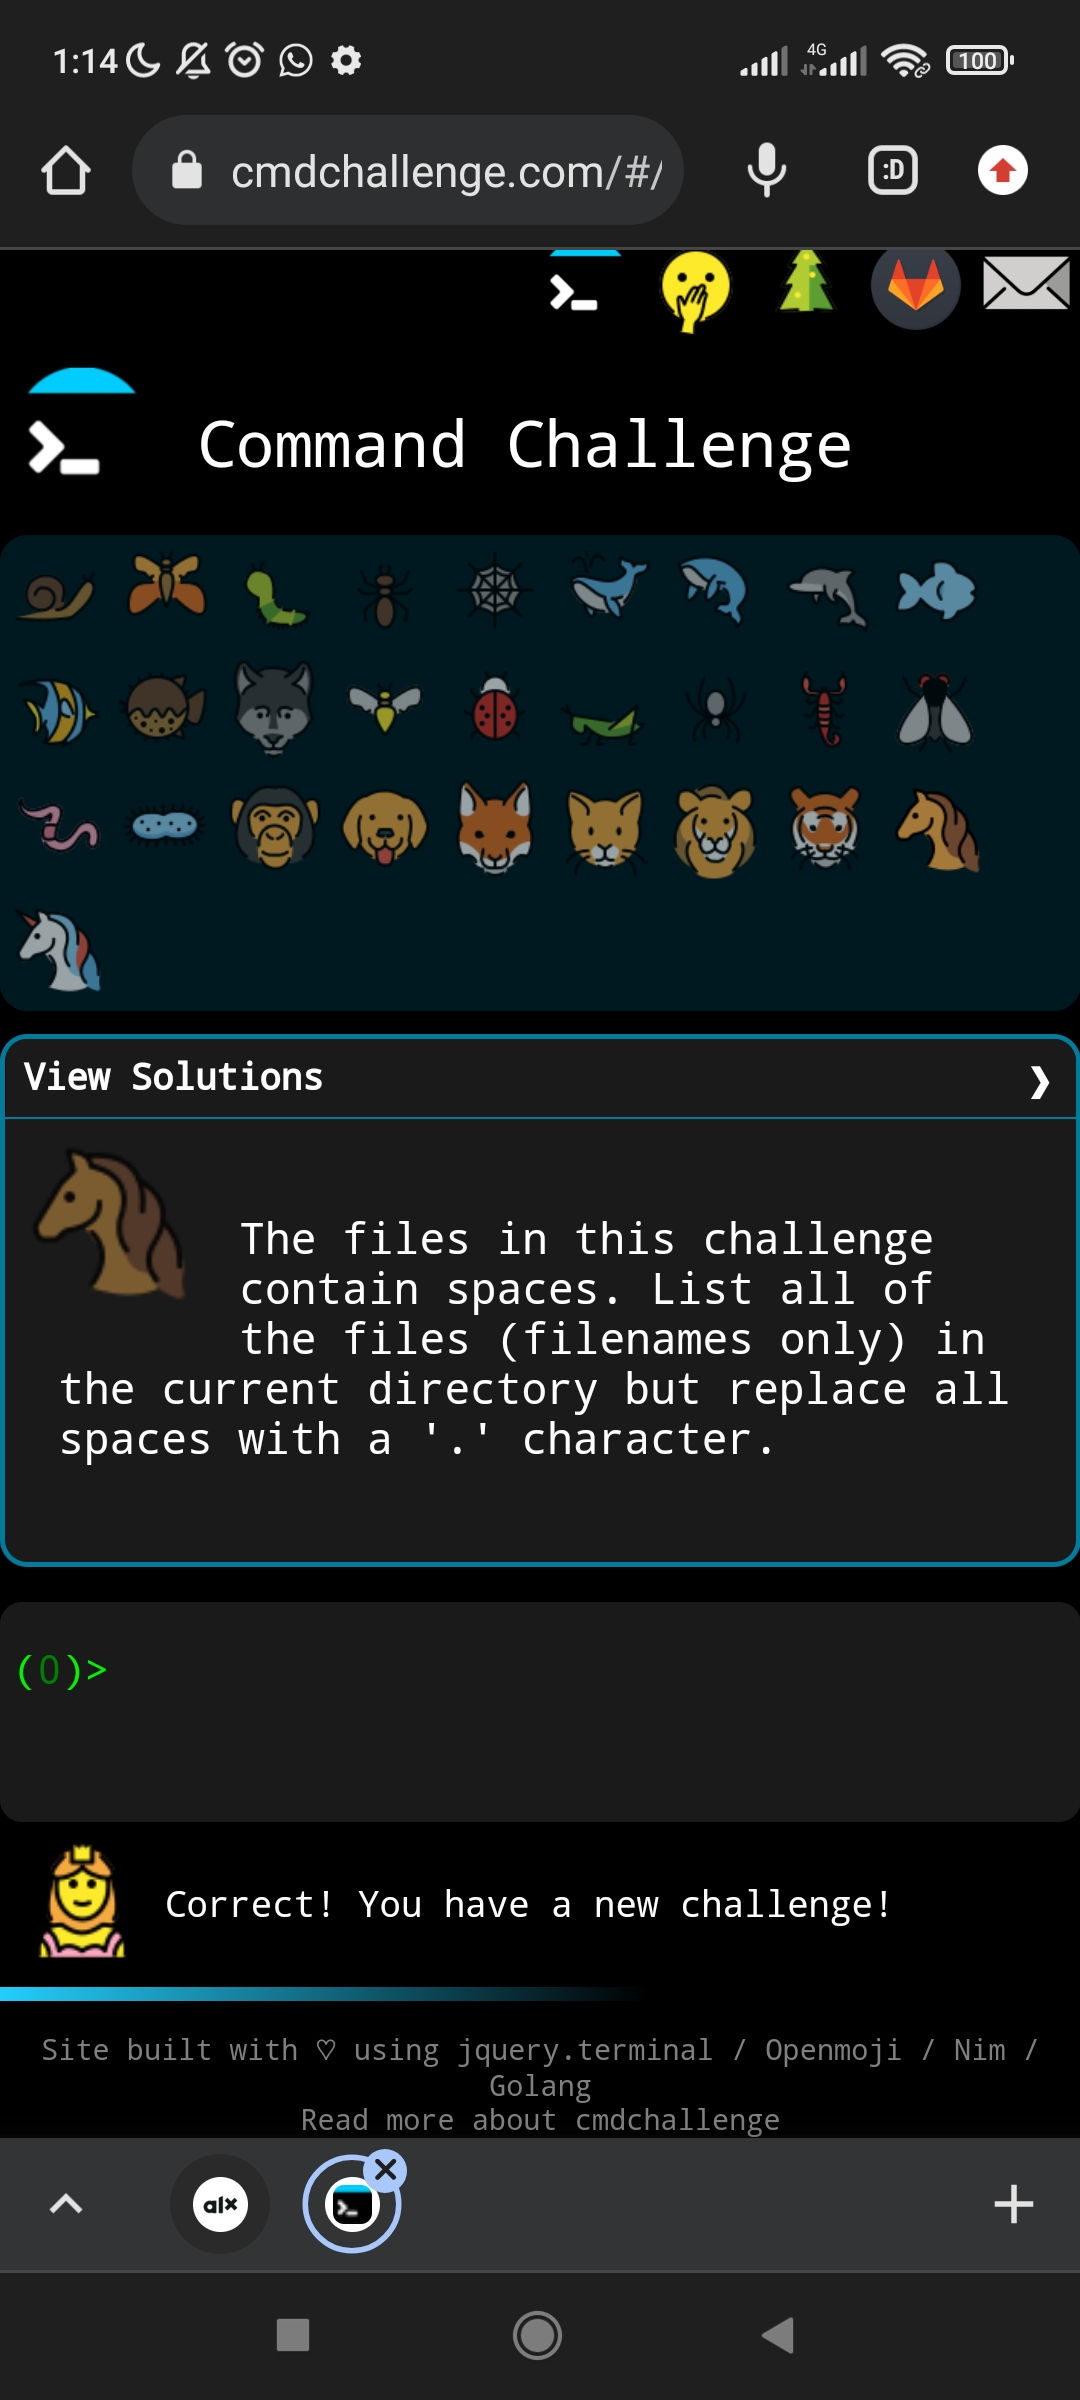 1:14
4G
100
cmdchallenge.com/#/
:D
Command Challenge
View Solutions
The files in this challenge
contain spaces. List all of
the files (filenames only) in
the current directory but replace all
spaces with a '.' character.
(0)>
Correct! You have a new challenge!
Site built with ♡ using jquery.terminal / Openmoji / Nim /
Golang
Read more about cmdchallenge
alx